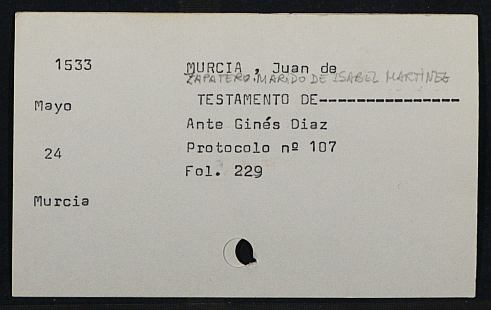 1533
MURCIA , Juan de
ZAPATERO. MARIDO DE ISABEL MARTÍNEZ
Mayo
TESTAMENTO DE----------------
Ante Ginés Diaz
24
Protocolo nº 107
Fol. 229
Murcia